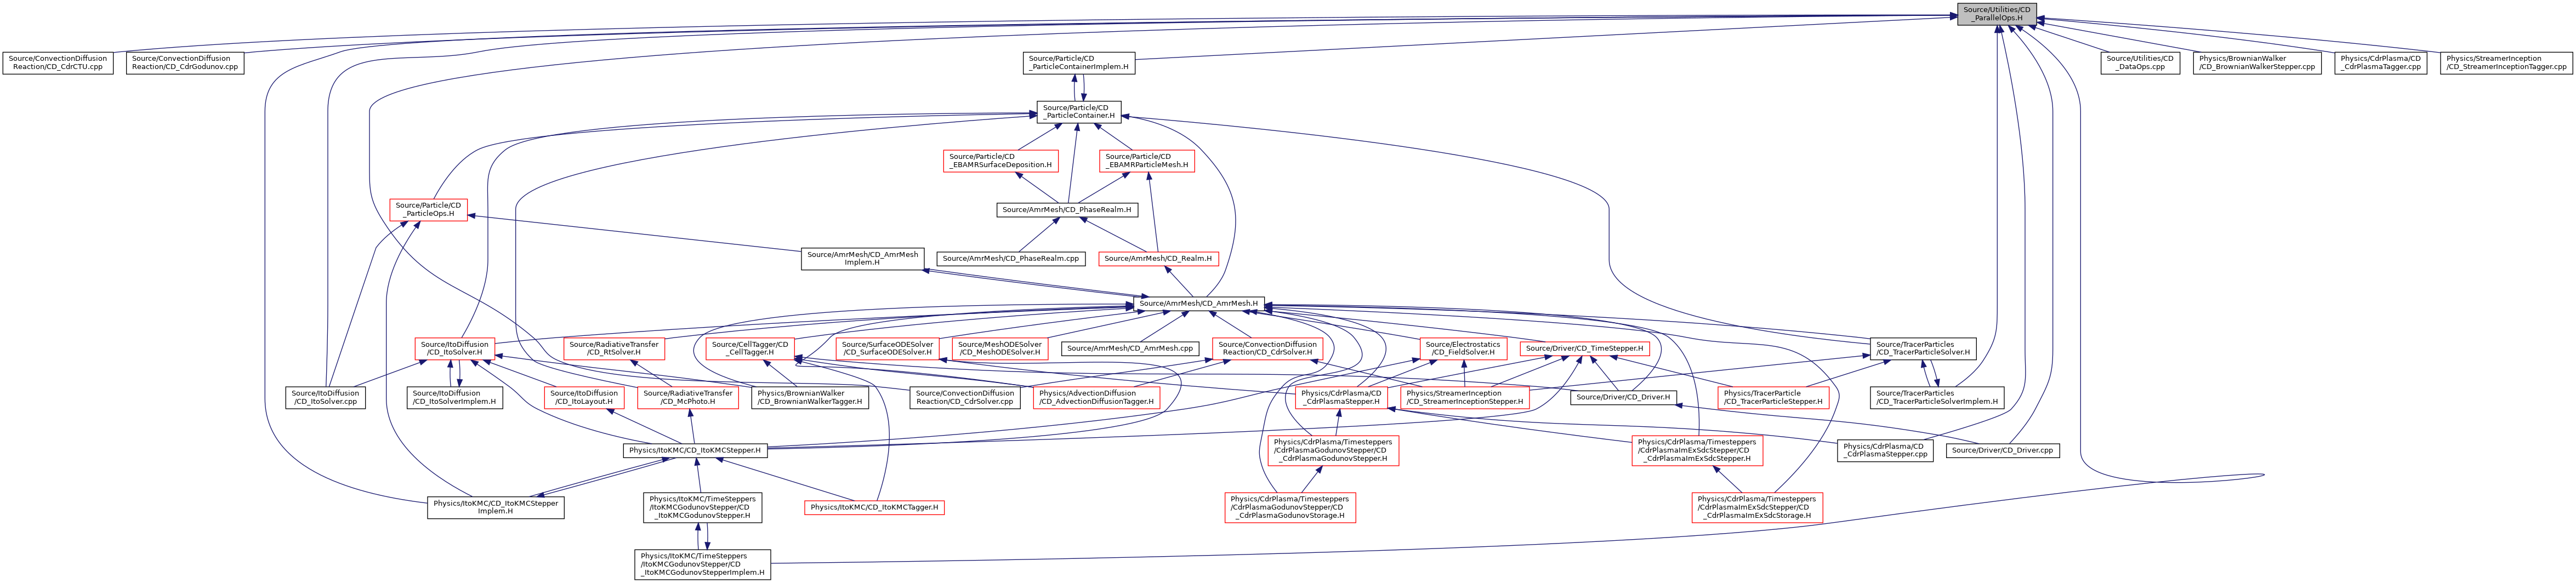 Source/Utilities/CD
_ParallelOps.H
Source/ConvectionDiffusion
Reaction/CD_CdrCTU.cpp
Source/ConvectionDiffusion
Reaction/CD_CdrGodunov.cpp
Source/Particle/CD
_ParticleContainerImplem.H
Source/Utilities/CD
_DataOps.cpp
Physics/BrownianWalker
/CD_BrownianWalkerStepper.cpp
Physics/CdrPlasma/CD
_CdrPlasmaTagger.cpp
Physics/StreamerInception
/CD_StreamerInceptionTagger.cpp
Source/Particle/CD
_ParticleContainer.H
Source/Particle/CD
_EBAMRSurfaceDeposition.H
Source/Particle/CD
_EBAMRParticleMesh.H
Source/Particle/CD
_ParticleOps.H
Source/AmrMesh/CD_PhaseRealm.H
Source/AmrMesh/CD_AmrMesh
Implem.H
Source/AmrMesh/CD_PhaseRealm.cpp
Source/AmrMesh/CD_Realm.H
Source/AmrMesh/CD_AmrMesh.H
Source/ItoDiffusion
/CD_ItoSolver.H
Source/RadiativeTransfer
/CD_RtSolver.H
Source/CellTagger/CD
_CellTagger.H
Source/SurfaceODESolver
/CD_SurfaceODESolver.H
Source/MeshODESolver
/CD_MeshODESolver.H
Source/AmrMesh/CD_AmrMesh.cpp
Source/ConvectionDiffusion
Reaction/CD_CdrSolver.H
Source/Electrostatics
/CD_FieldSolver.H
Source/Driver/CD_TimeStepper.H
Source/TracerParticles
/CD_TracerParticleSolver.H
Source/ItoDiffusion
/CD_ItoSolver.cpp
Source/ItoDiffusion
/CD_ItoSolverImplem.H
Source/ItoDiffusion
/CD_ItoLayout.H
Source/RadiativeTransfer
/CD_McPhoto.H
Physics/BrownianWalker
/CD_BrownianWalkerTagger.H
Source/ConvectionDiffusion
Reaction/CD_CdrSolver.cpp
Physics/AdvectionDiffusion
/CD_AdvectionDiffusionTagger.H
Physics/CdrPlasma/CD
_CdrPlasmaStepper.H
Physics/StreamerInception
/CD_StreamerInceptionStepper.H
Source/Driver/CD_Driver.H
Physics/TracerParticle
/CD_TracerParticleStepper.H
Source/TracerParticles
/CD_TracerParticleSolverImplem.H
Physics/ItoKMC/CD_ItoKMCStepper.H
Physics/CdrPlasma/Timesteppers
/CdrPlasmaGodunovStepper/CD
_CdrPlasmaGodunovStepper.H
Physics/CdrPlasma/Timesteppers
/CdrPlasmaImExSdcStepper/CD
_CdrPlasmaImExSdcStepper.H
Physics/CdrPlasma/CD
_CdrPlasmaStepper.cpp
Source/Driver/CD_Driver.cpp
Physics/ItoKMC/CD_ItoKMCStepper
Implem.H
Physics/ItoKMC/TimeSteppers
/ItoKMCGodunovStepper/CD
_ItoKMCGodunovStepper.H
Physics/ItoKMC/CD_ItoKMCTagger.H
Physics/CdrPlasma/Timesteppers
/CdrPlasmaGodunovStepper/CD
_CdrPlasmaGodunovStorage.H
Physics/CdrPlasma/Timesteppers
/CdrPlasmaImExSdcStepper/CD
_CdrPlasmaImExSdcStorage.H
Physics/ItoKMC/TimeSteppers
/ItoKMCGodunovStepper/CD
_ItoKMCGodunovStepperImplem.H